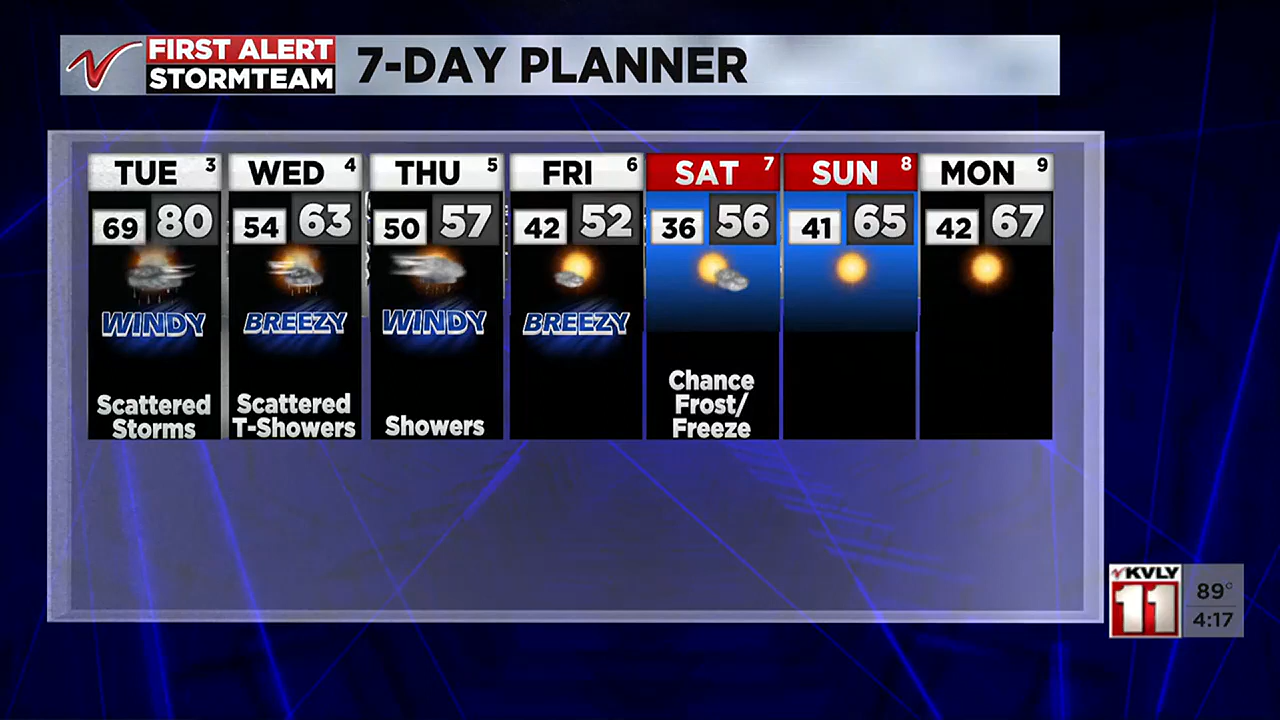 FIRST ALERT
STORMTEAM
7-DAY PLANNER
TUE 3 WED 4 THU 5 FRI 6 SAT 7 SUN 8 MON 9
69 80 54 63 50 57 42 52 36 56 41 65 42 67
WINDY BREEZY WINDY BREEZY
Scattered
Storms
Scattered
T-Showers
Showers
Chance
Frost/
Freeze
KVLY
11
89°
4:17